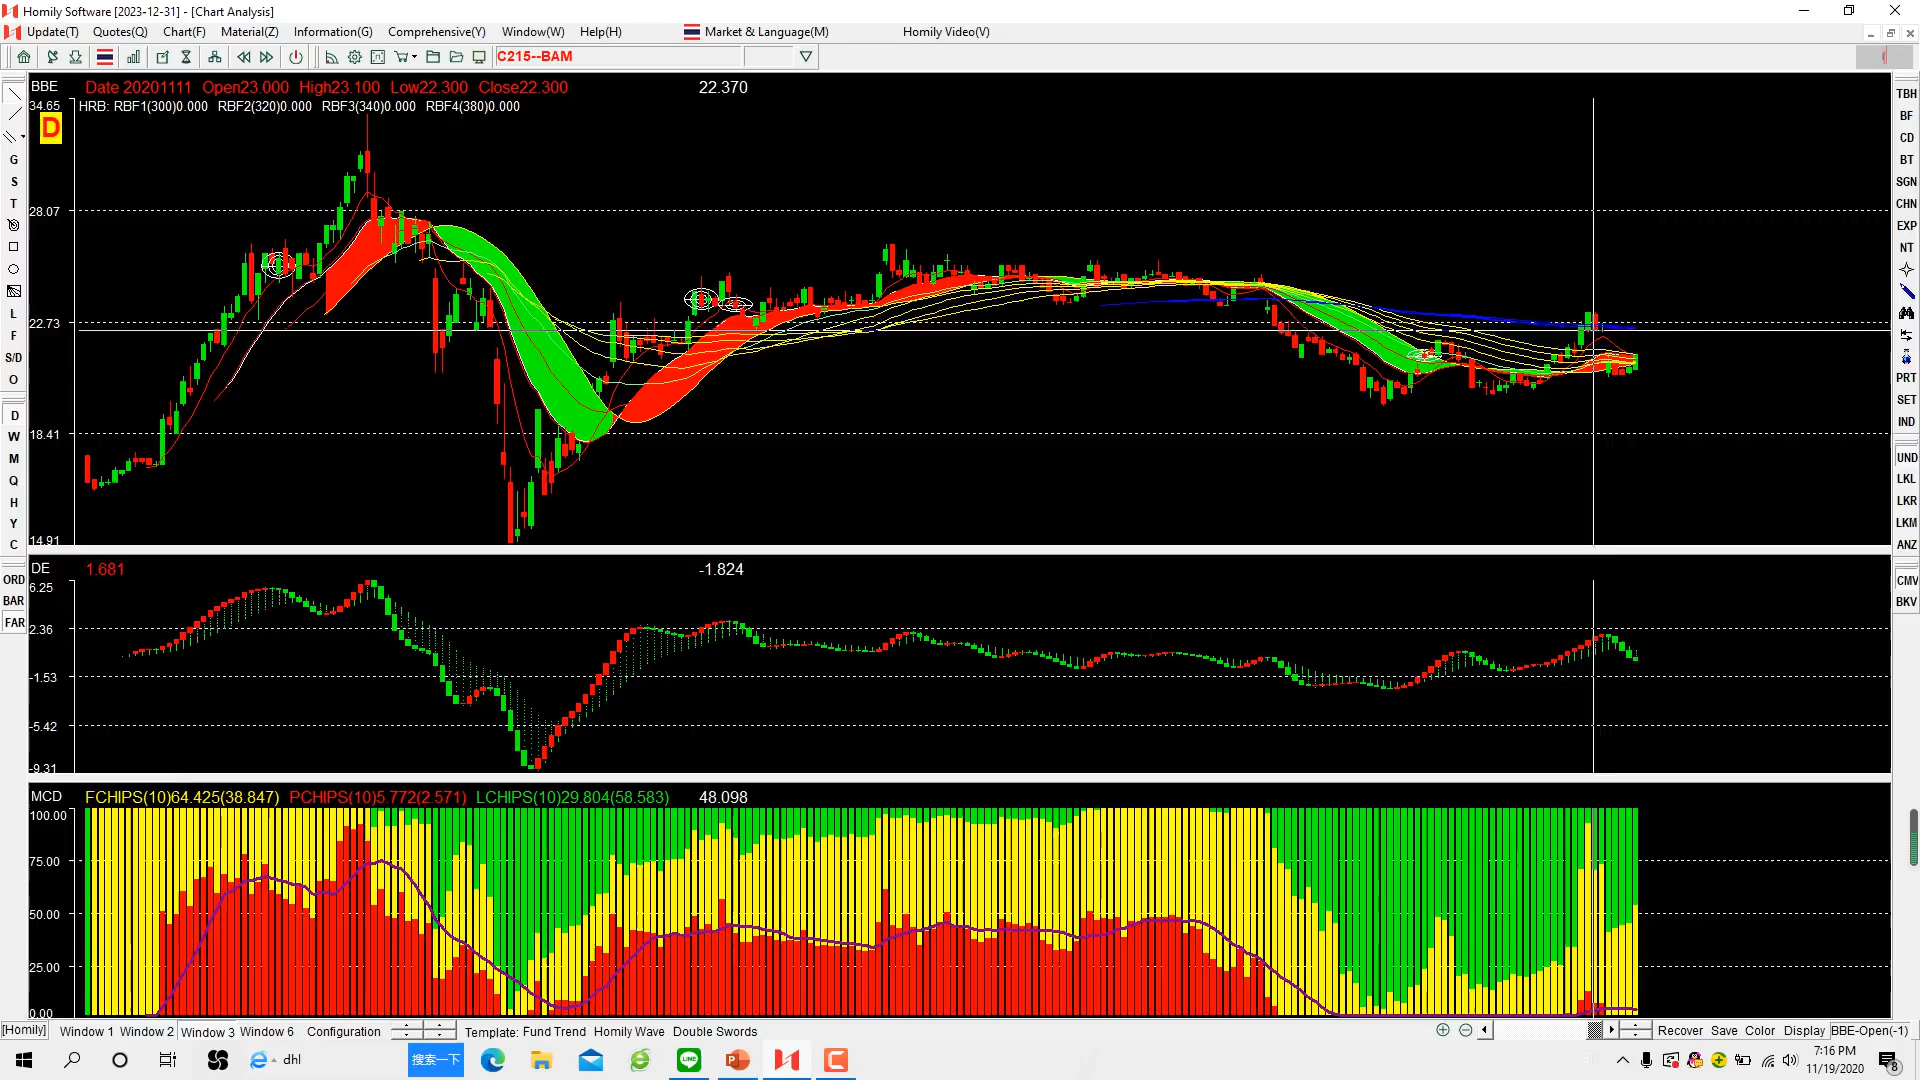 Homily Software [2023-12-31] - [Chart Analysis]
Update(T) Quotes(Q) Chart(F) Material(Z) Information(G) Comprehensive(Y) Window(W) Help(H) Market & Language(M) Homily Video(V)
C215--BAM
BBE Date 20201111 Open23.000 High23.100 Low22.300 Close22.300 22.370
34.65 HRB: RBF1(300)0.000 RBF2(320)0.000 RBF3(340)0.000 RBF4(380)0.000
D
28.07
22.73
18.41
14.91
DE 1.681 -1.824
6.25
2.36
-1.53
-5.42
-9.31
MCD FCHIPS(10)64.425(38.847) PCHIPS(10)5.772(2.571) LCHIPS(10)29.804(58.583) 48.098
100.00
75.00
50.00
25.00
0.00
G
S
T
L
F
S/D
O
D
W
M
Q
H
Y
C
ORD
BAR
FAR
TBH
BF
CD
BT
SGN
CHN
EXP
NT
PRT
SET
IND
UND
LKL
LKR
LKM
ANZ
CMV
BKV
[Homily] Window 1 Window 2 Window 3 Window 6 Configuration Template: Fund Trend Homily Wave Double Swords Recover Save Color Display BBE-Open(-1)
dhl 搜索一下 LINE
7:16 PM
11/19/2020
8